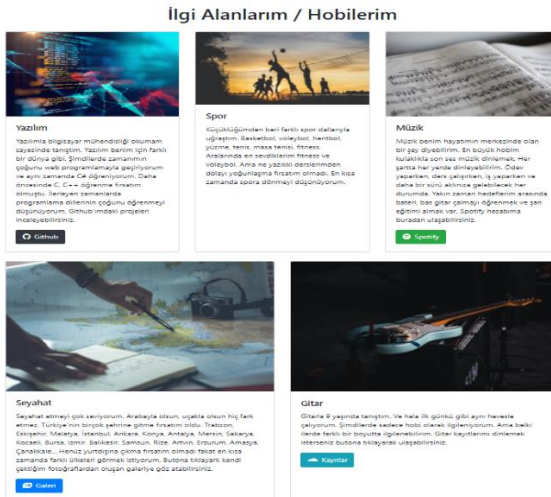 İlgi Alanlarım / Hobilerim
Yazılım
Yazılımla bilgisayar mühendisliği okumam
sayesinde tanıştım. Yazılım benim için farklı
bir dünya gibi. Şimdilerde zamanımın
çoğunu web programlamayla geçiriyorum
ve aynı zamanda C# öğreniyorum. Daha
öncesinde C, C++ öğrenme fırsatım
olmuştu. İlerleyen zamanlarda
programlama dillerinin çoğunu öğrenmeyi
düşünüyorum. Github'ımdaki projeleri
inceleyebilirsiniz.
Github
Spor
Küçüklüğümden beri farklı spor dallarıyla
uğraştım. Basketbol, voleybol, hentbol,
yüzme, tenis, masa tenisi, fitness.
Aralarında en sevdiklerim fitness ve
voleybol. Ama ne yazıkki derslerimden
dolayı yoğunlaşma fırsatım olmadı. En kısa
zamanda spora dönmeyi düşünüyorum.
Müzik
Müzik benim hayatımın merkezinde olan
bir şey diyebilirim. En büyük hobim
kulaklıkla son ses müzik dinlemek. Her
şartta her yerde dinleyebilirim. Ödev
yaparken, ders çalışırken, iş yaparken ve
daha bir sürü aklınıza gelebilecek her
durumda. Yakın zaman hedeflerim arasında
bateri, bas gitar çalmayı öğrenmek ve şan
eğitimi almak var. Spotify hesabıma
buradan ulaşabilirsiniz.
Spotify
Seyahat
Seyahat etmeyi çok seviyorum. Arabayla olsun, uçakla olsun hiç fark
etmez. Türkiye'nin birçok şehrine gitme fırsatım oldu. Trabzon,
Eskişehir, Malatya, İstanbul, Ankara, Konya, Antalya, Mersin, Sakarya,
Kocaeli, Bursa, İzmir, Balıkesir, Samsun, Rize, Artvin, Erzurum, Amasya,
Çanakkale... Henüz yurtdışına çıkma fırsatım olmadı fakat en kısa
zamanda farklı ülkeleri görmek istiyorum. Butona tıklayark kendi
çektiğim fotoğraflardan oluşan galeriye göz atabilirsiniz.
Galeri
Gitar
Gitarla 8 yaşında tanıştım. Ve hala ilk günkü gibi aynı hevesle
çalıyorum. Şimdilerde sadece hobi olarak ilgileniyorum. Ama belki
ilerde farklı bir boyutta ilgilenebilirim. Gitar kayıtlarımı dinlemek
isterseniz butona tıklayarak ulaşabilirsiniz.
Kayıtlar